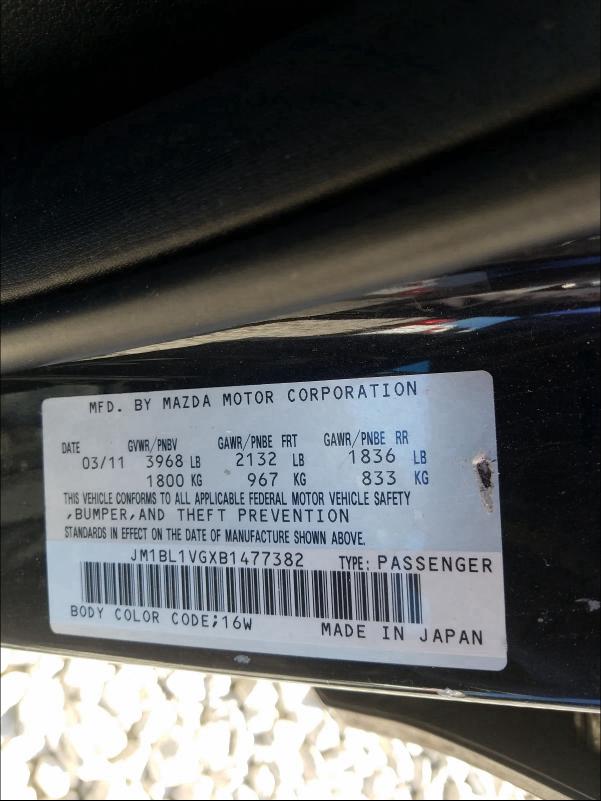 MFD. BY MAZDA MOTOR CORPORATION
DATE GVWR/PNBV GAWR/PNBE FRT GAWR/PNBE RR
03/11 3968 LB 2132 LB 1836 LB
1800 KG 967 KG 833 KG
THIS VEHICLE CONFORMS TO ALL APPLICABLE FEDERAL MOTOR VEHICLE SAFETY
,BUMPER,AND THEFT PREVENTION
STANDARDS IN EFFECT ON THE DATE OF MANUFACTURE SHOWN ABOVE.
JM1BL1VGXB1477382 TYPE: PASSENGER
BODY COLOR CODE;16W MADE IN JAPAN